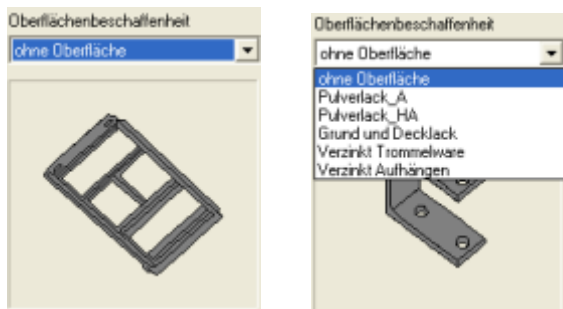 Oberflächenbeschaffenheit
ohne Oberfläche
Oberflächenbeschaffenheit
ohne Oberfläche
ohne Oberfläche
Pulverlack_A
Pulverlack_HA
Grund und Decklack
Verzinkt Trommelware
Verzinkt Aufhängen